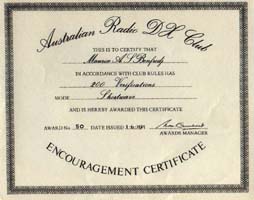 Australian Radio DX Club
THIS IS TO CERTIFY THAT
Maurice A. S.
IN ACCORDANCE WITH CLUB RULES HAS
200 Verifications
MODE Shortwave
AND IS HEREBY AWARDED THIS CERTIFICATE
AWARD No 50 DATE ISSUED
AWARDS MANAGER
ENCOURAGEMENT CERTIFICATE